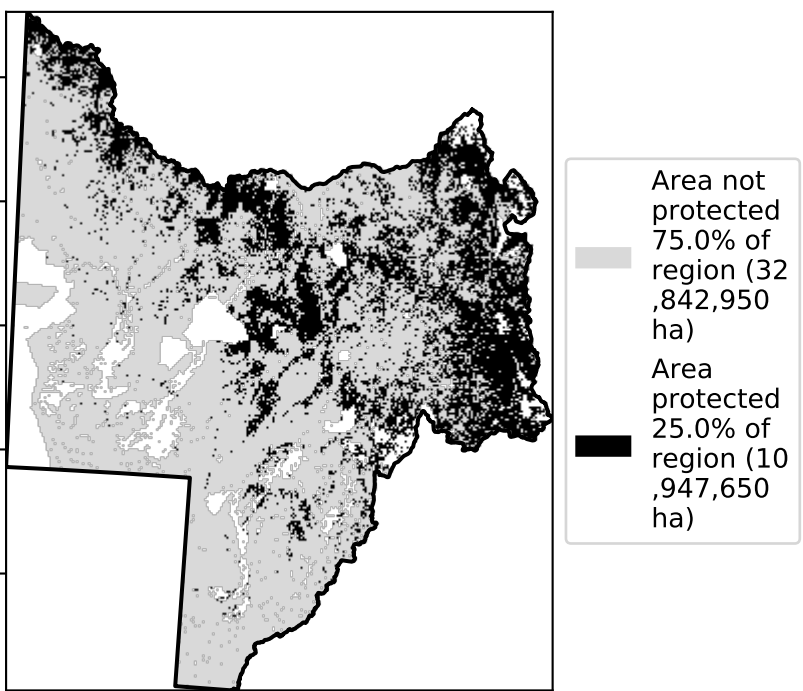 Area not
protected
75.0% of
region (32
,842,950
ha)
Area
protected
25.0% of
region (10
,947,650
ha)